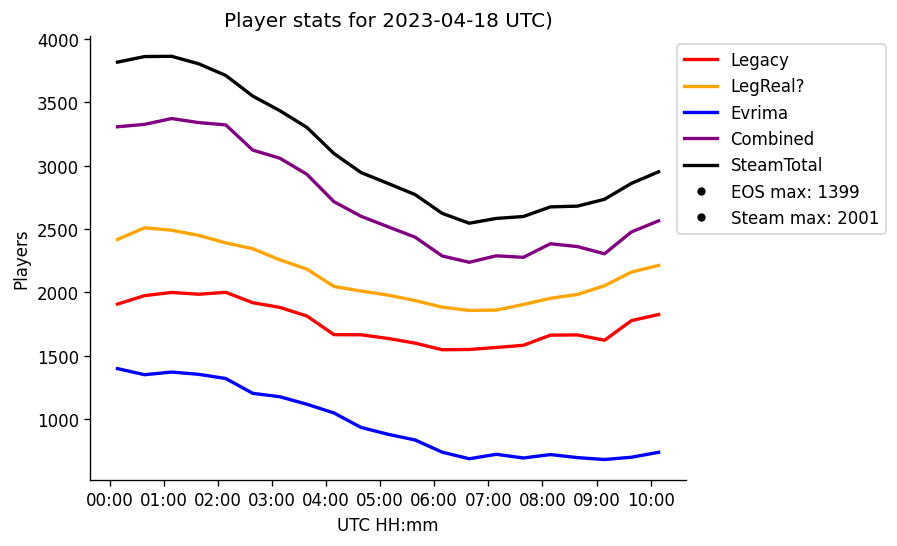 Player stats for 2023-04-18 UTC)
4000
3500
3000
2500
2000
1500
1000
Players
00:00 01:00 02:00 03:00 04:00 05:00 06:00 07:00 08:00 09:00 10:00
UTC HH:mm
Legacy
LegReal?
Evrima
Combined
SteamTotal
EOS max: 1399
Steam max: 2001